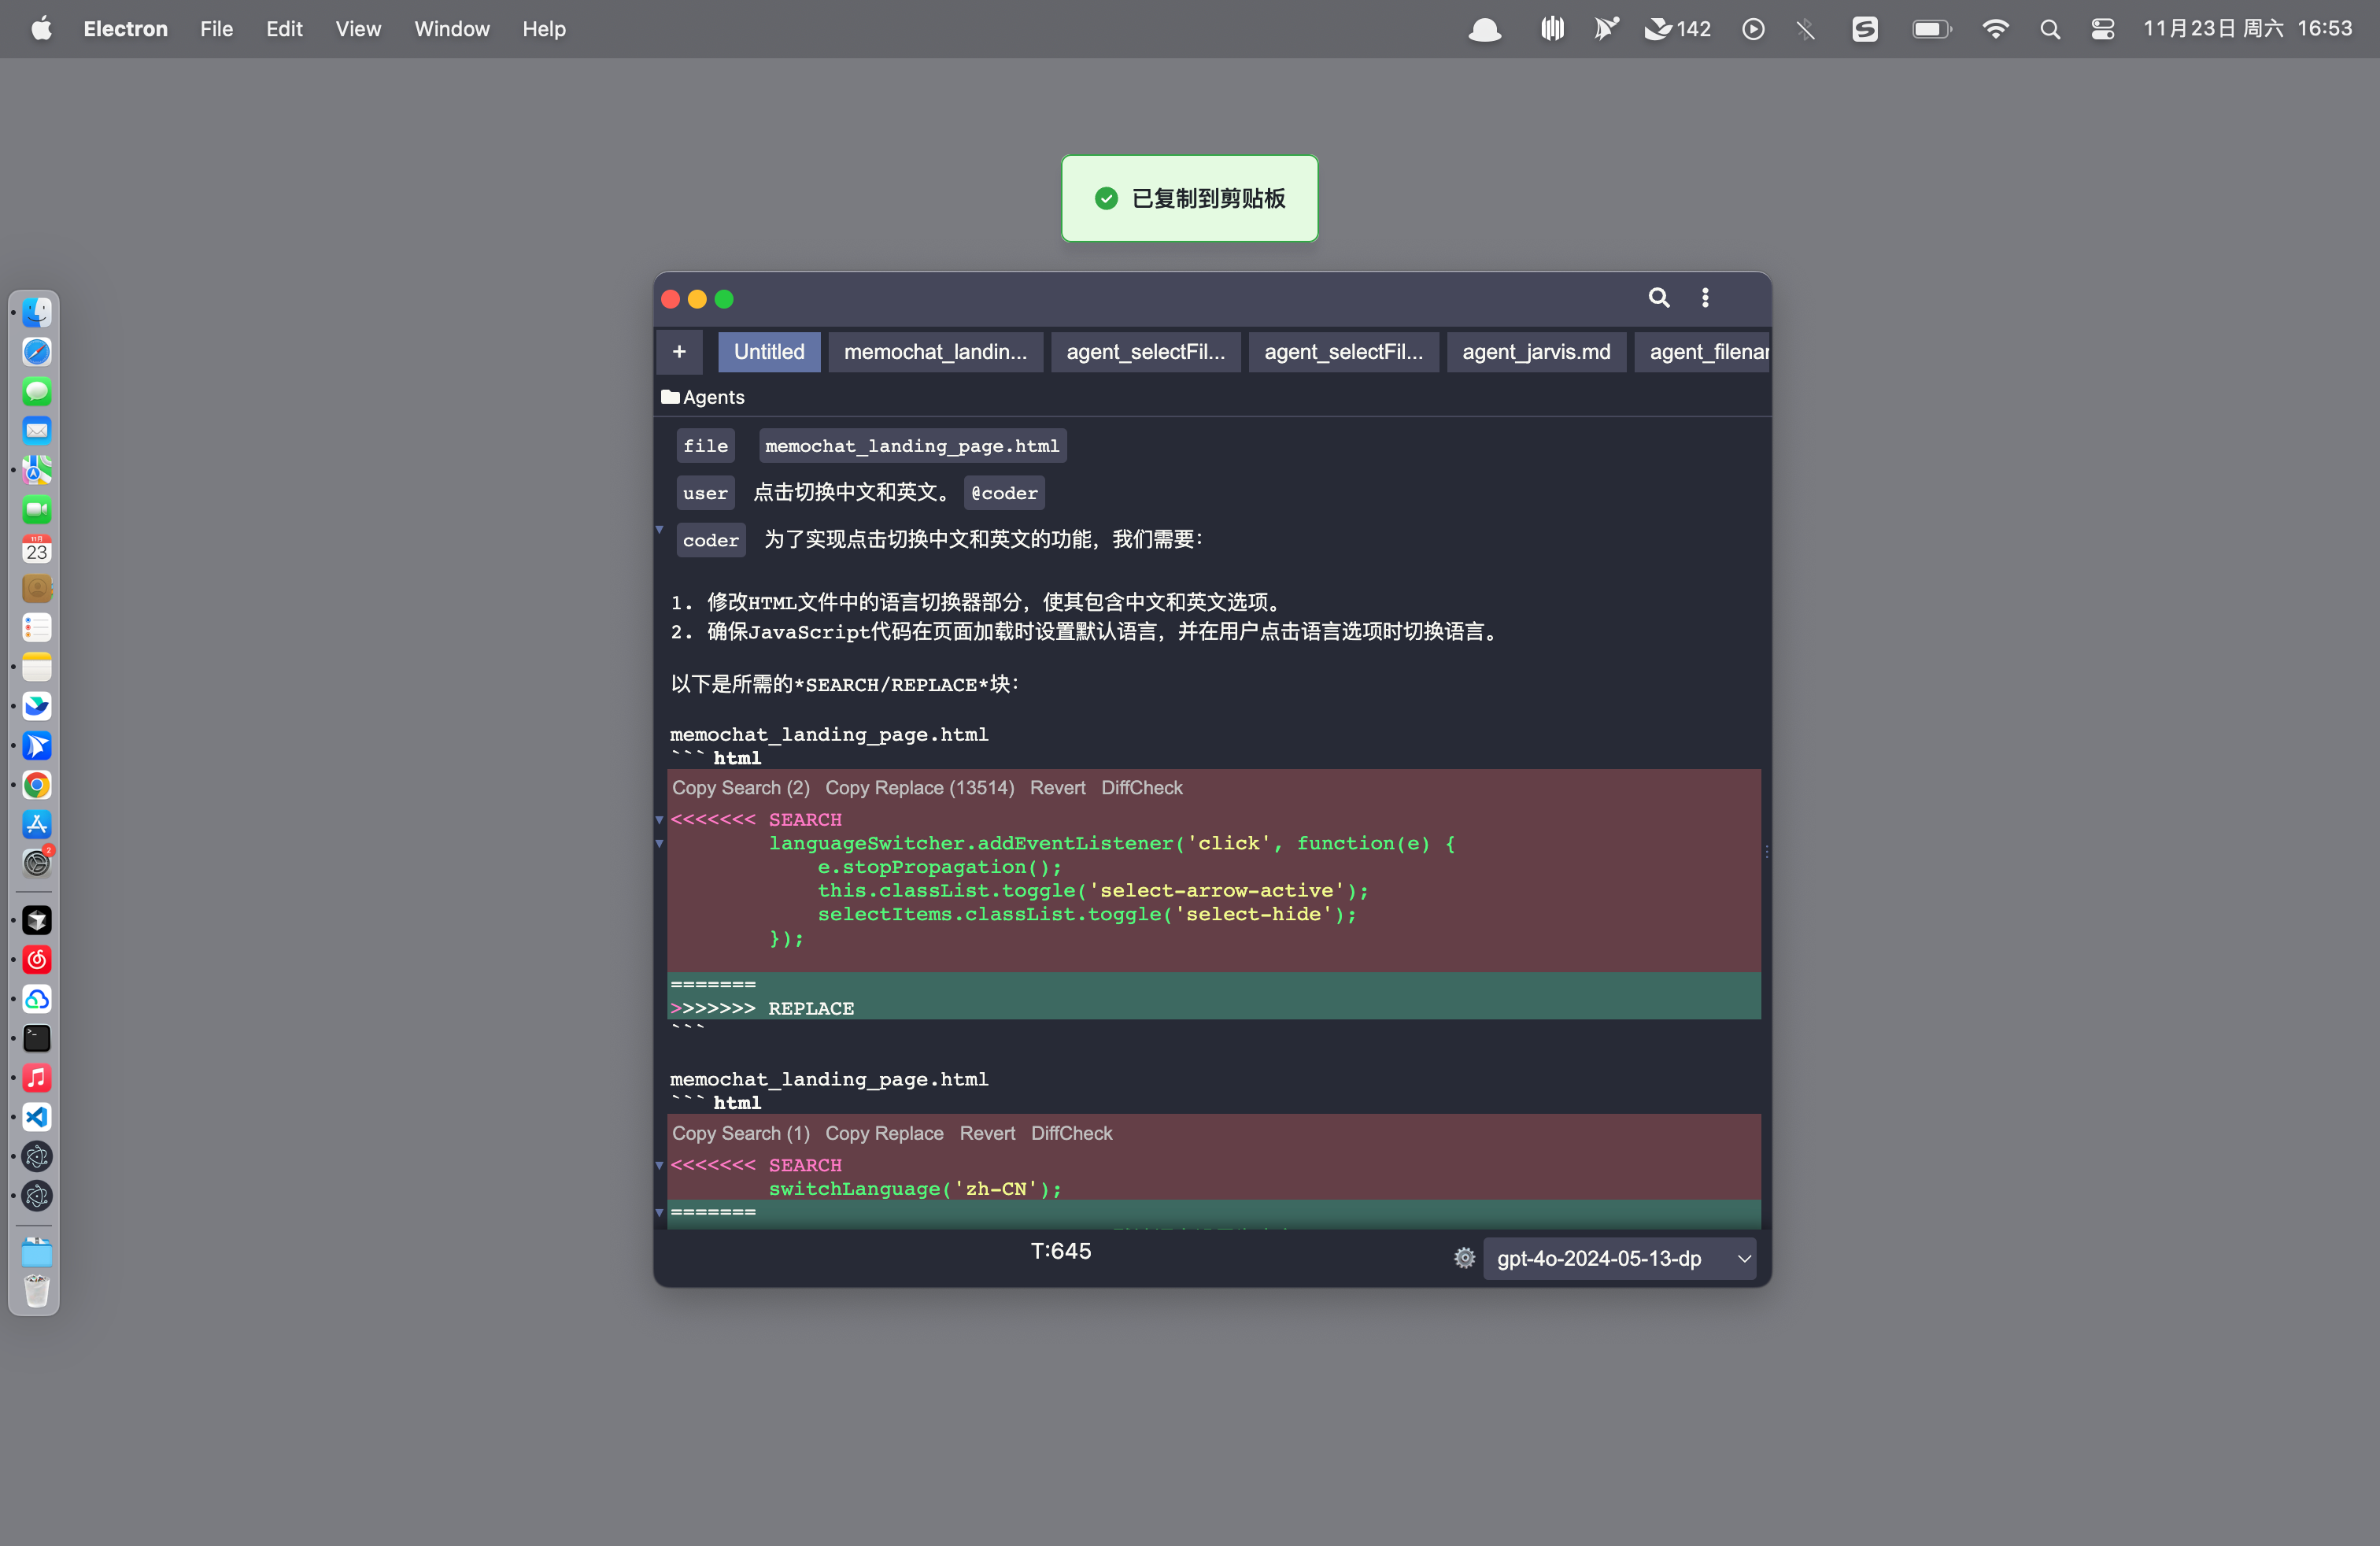 Electron File Edit View Window Help 142 11月23日 周六 16:53
已复制到剪贴板
+ Untitled memochat_landin... agent_selectFil... agent_selectFil... agent_jarvis.md agent_filenar
Agents
file memochat_landing_page.html
user 点击切换中文和英文。 @coder
coder 为了实现点击切换中文和英文的功能，我们需要：
1. 修改HTML文件中的语言切换器部分，使其包含中文和英文选项。
2. 确保JavaScript代码在页面加载时设置默认语言，并在用户点击语言选项时切换语言。
以下是所需的*SEARCH/REPLACE*块：
memochat_landing_page.html
``` html
Copy Search (2) Copy Replace (13514) Revert DiffCheck
<<<<<<< SEARCH
languageSwitcher.addEventListener('click', function(e) {
e.stopPropagation();
this.classList.toggle('select-arrow-active');
selectItems.classList.toggle('select-hide');
});
=======
>>>>>>> REPLACE
```
memochat_landing_page.html
``` html
Copy Search (1) Copy Replace Revert DiffCheck
<<<<<<< SEARCH
switchLanguage('zh-CN');
=======
T:645
gpt-4o-2024-05-13-dp
11月
23
2